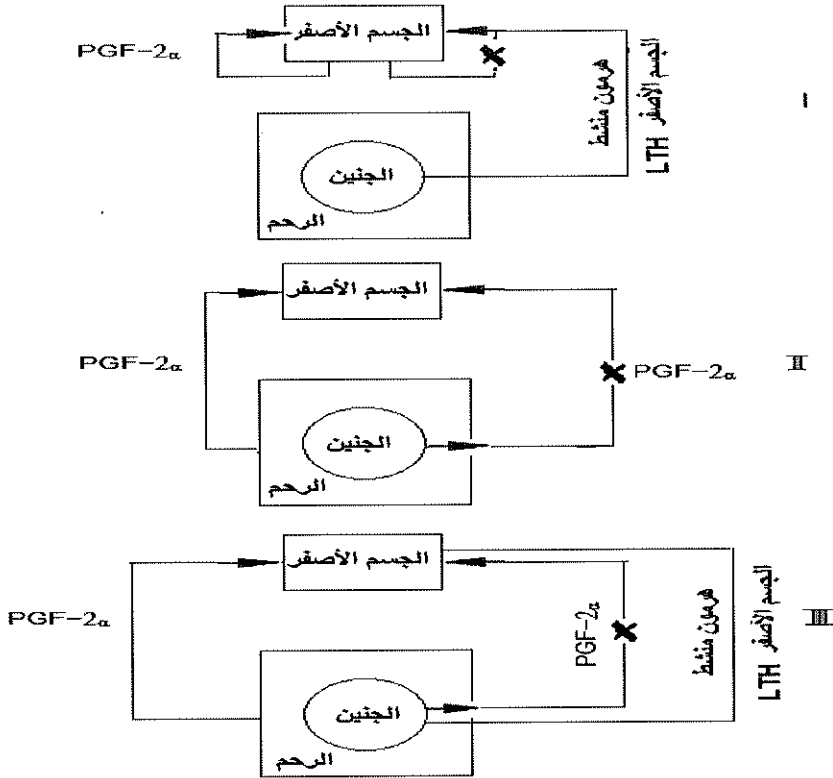 الجسم الأصفر
PGF-2α
هرمون منشط
الجسم الأصفر LTH
I
الجنين
الرحم
الجسم الأصفر
PGF-2α
PGF-2α
II
الجنين
الرحم
الجسم الأصفر
PGF-2α
PGF-2α
هرمون منشط
الجسم الأصفر LTH
III
الجنين
الرحم